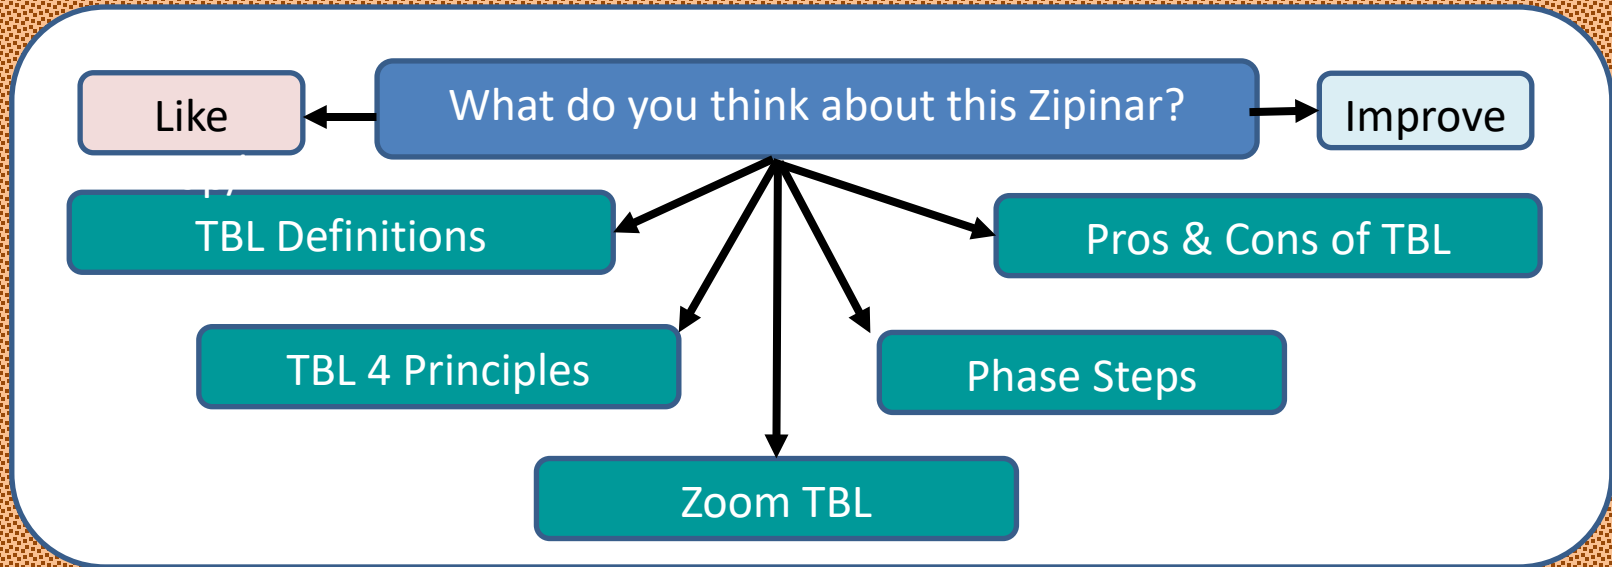 What do you think about this Zipinar?
Like
Improve
TBL Definitions
Pros & Cons of TBL
TBL 4 Principles
Phase Steps
Zoom TBL